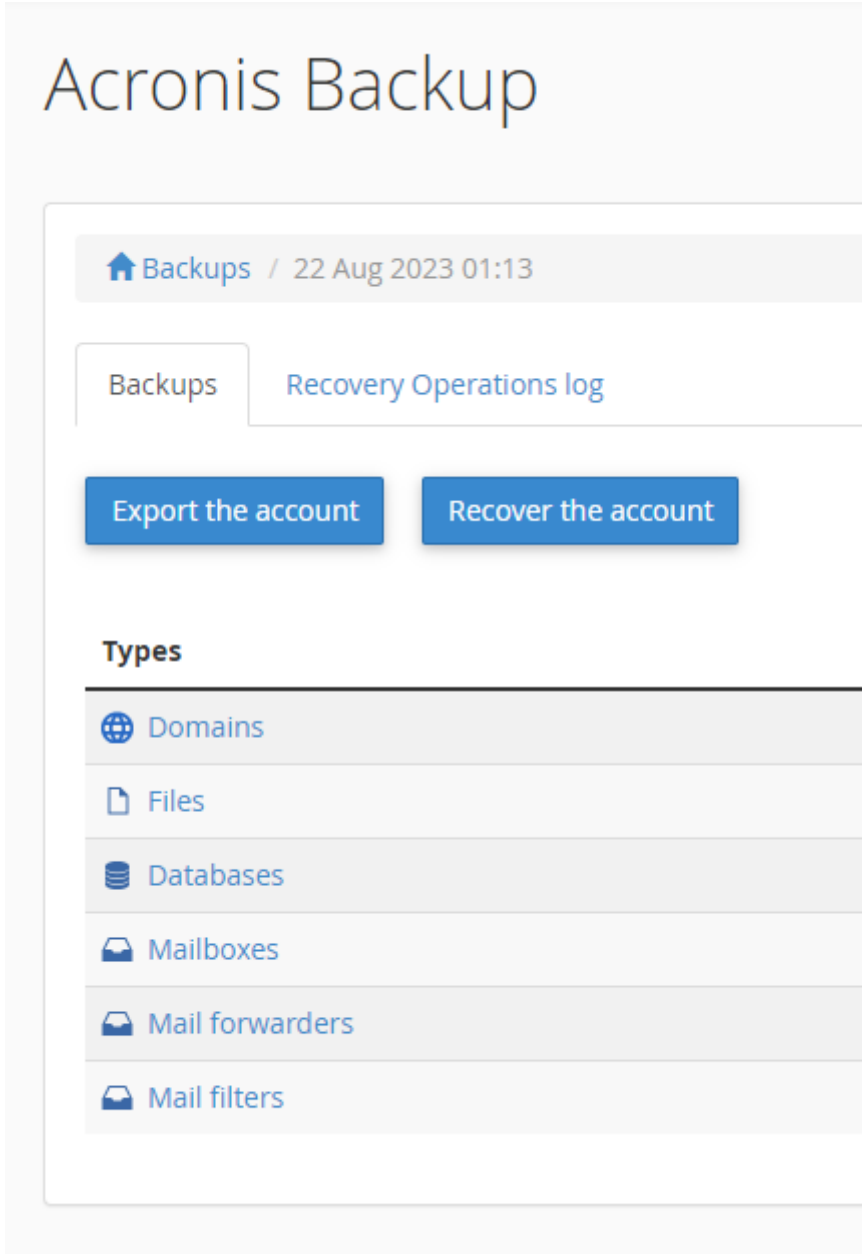 Acronis Backup
Backups / 22 Aug 2023 01:13
Backups Recovery Operations log
Export the account Recover the account
Types
Domains
Files
Databases
Mailboxes
Mail forwarders
Mail filters